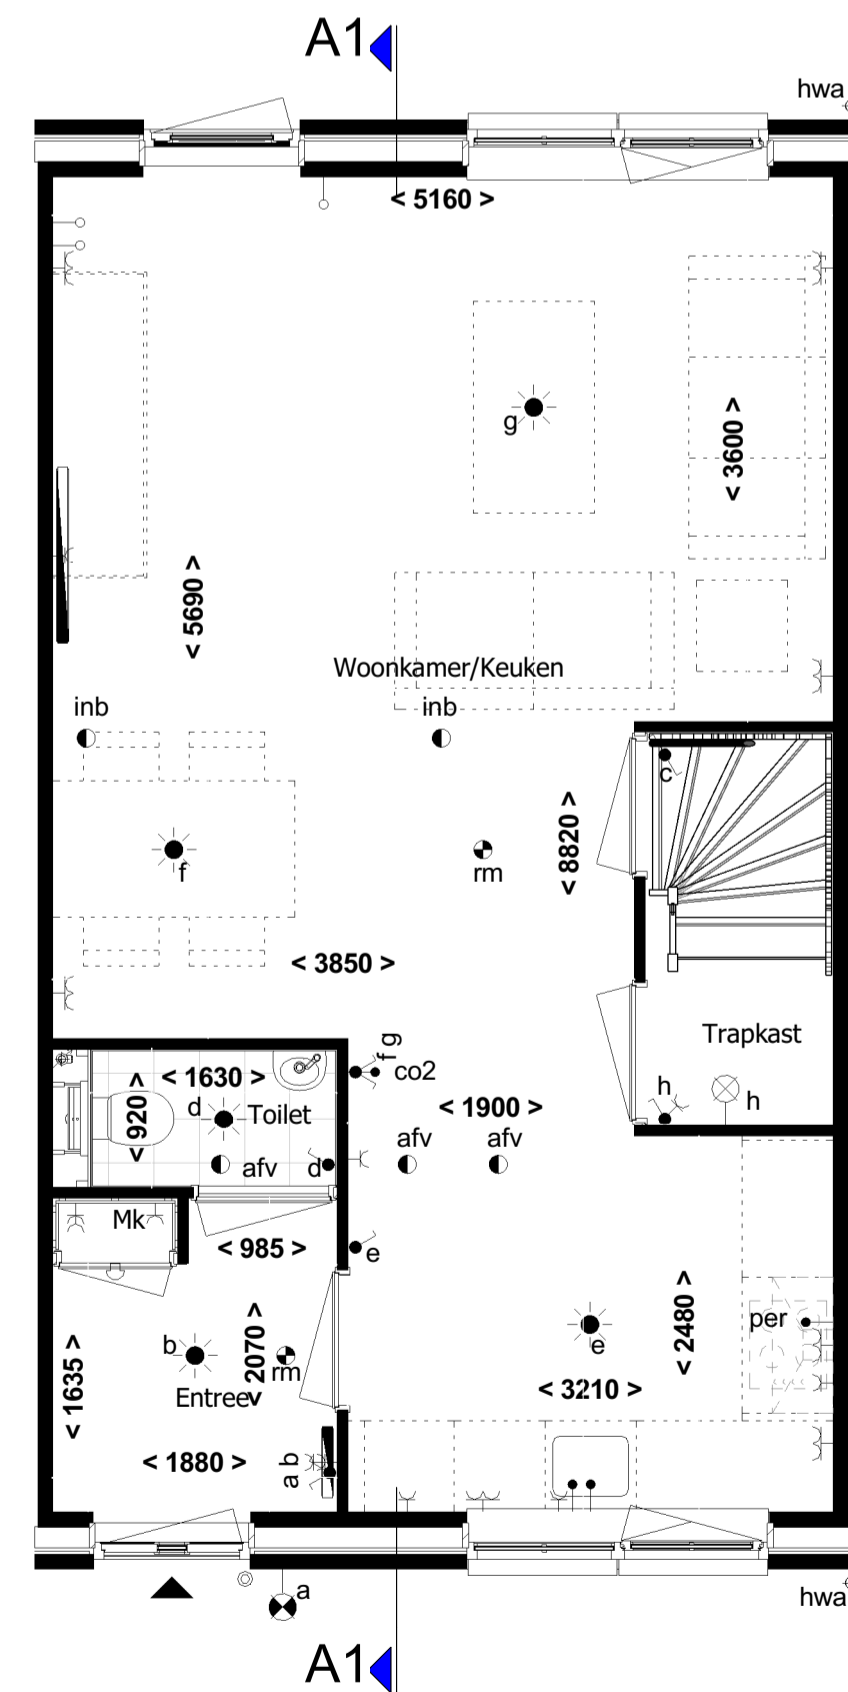 A1
hwa
< 5160 >
g
< 3600 >
< 5690 >
Woonkamer/Keuken
inb
inb
c
< 8820 >
f
rm
< 3850 >
Trapkast
f g
co2
< 1630 >
h
h
< 920 >
d
Toilet
< 1900 >
afv
afv
afv
d
Mk
< 985 >
e
< 2480 >
per
b
< 2070 >
rm
e
< 1635 >
Entree
< 3210 >
< 1880 >
a b
a
hwa
A1